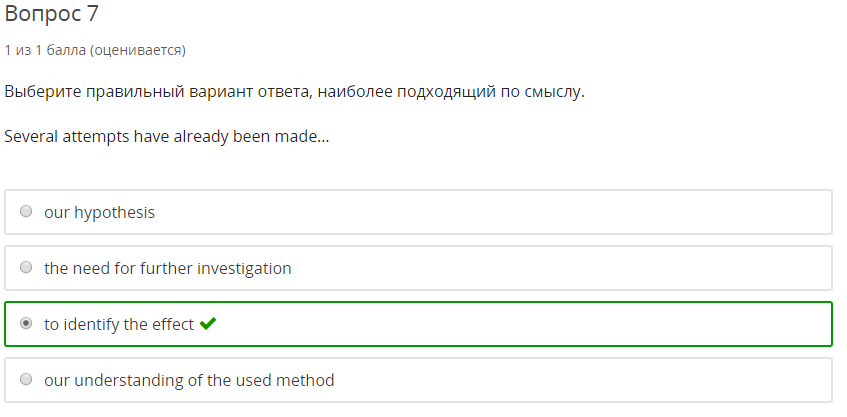 Вопрос 7
1 из 1 балла (оценивается)
Выберите правильный вариант ответа, наиболее подходящий по смыслу.
Several attempts have already been made...
our hypothesis
the need for further investigation
to identify the effect
our understanding of the used method